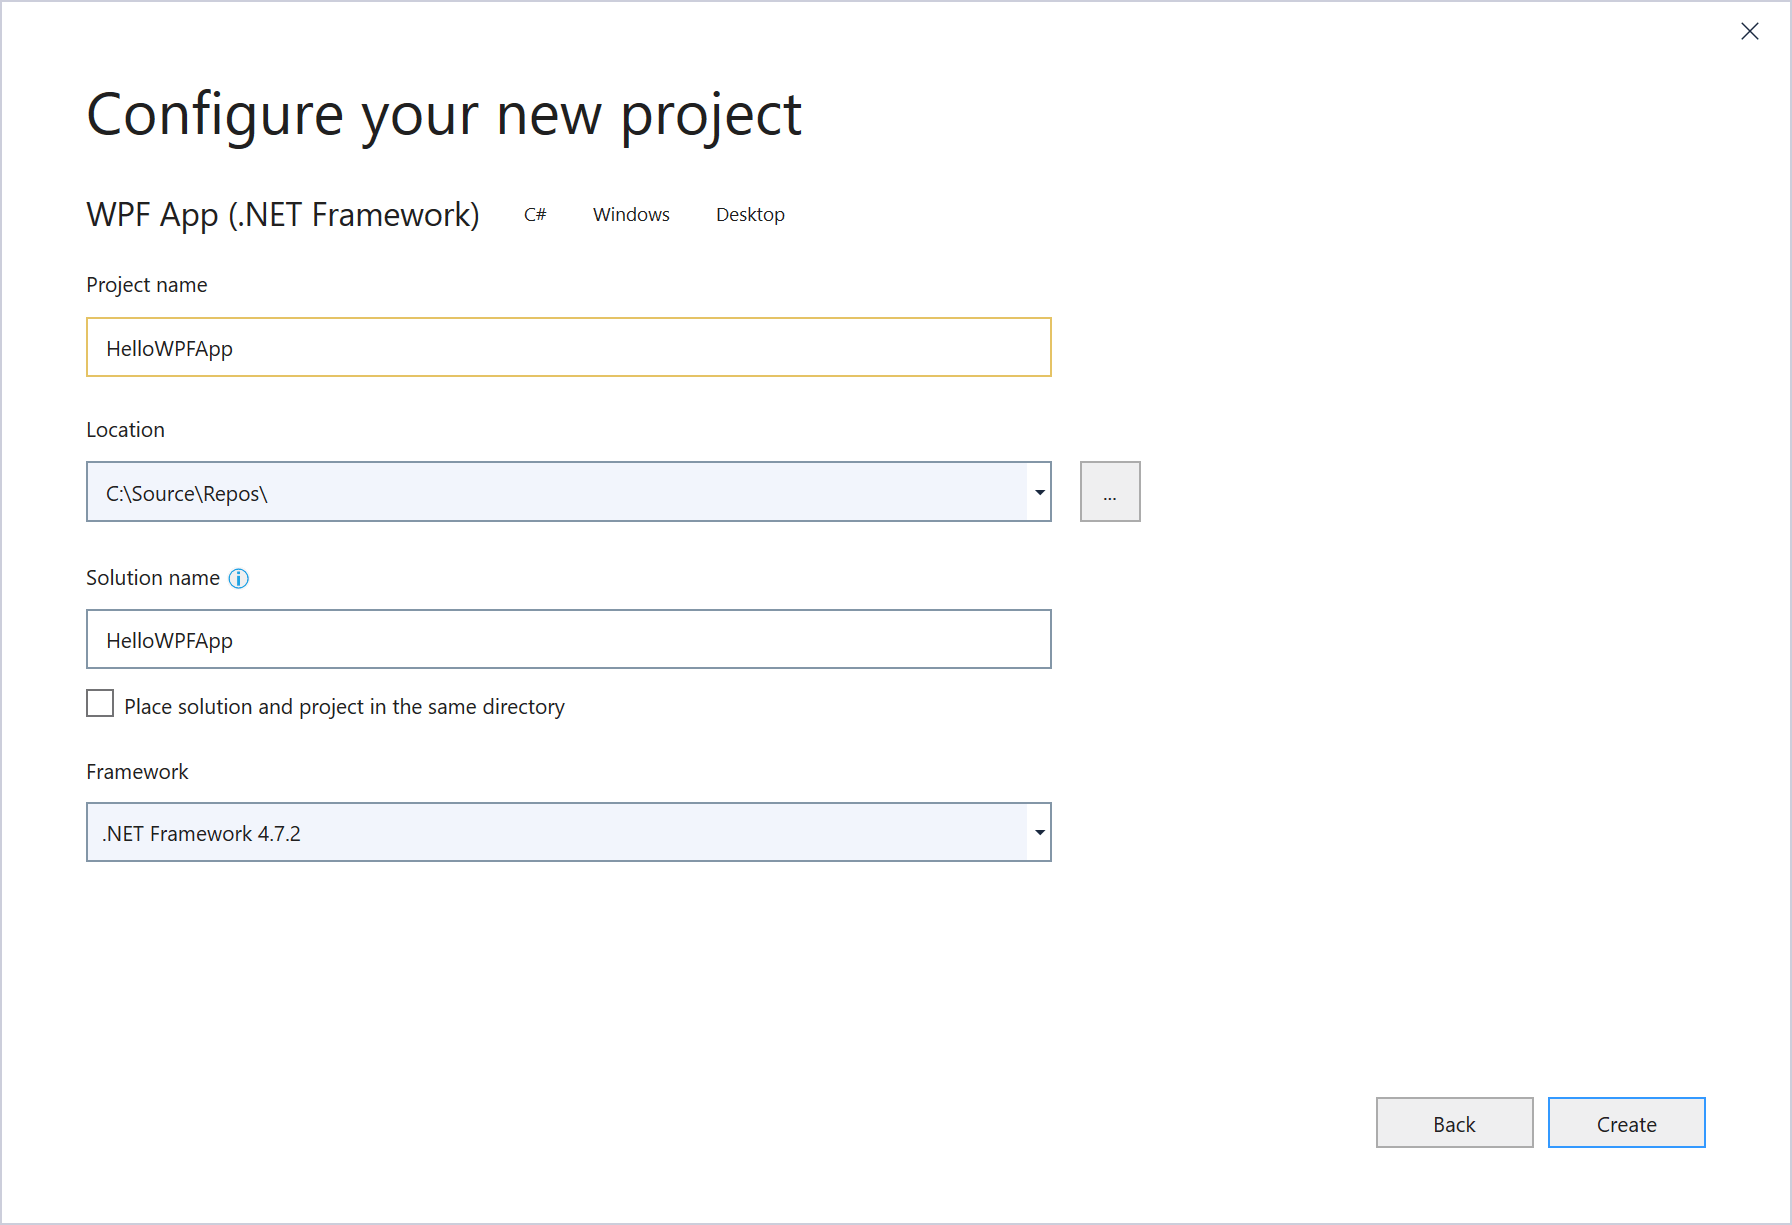 Configure your new project
WPF App (.NET Framework) C# Windows Desktop
Project name
HelloWPFApp
Location
C:\Source\Repos\
...
Solution name
HelloWPFApp
Place solution and project in the same directory
Framework
.NET Framework 4.7.2
Back
Create